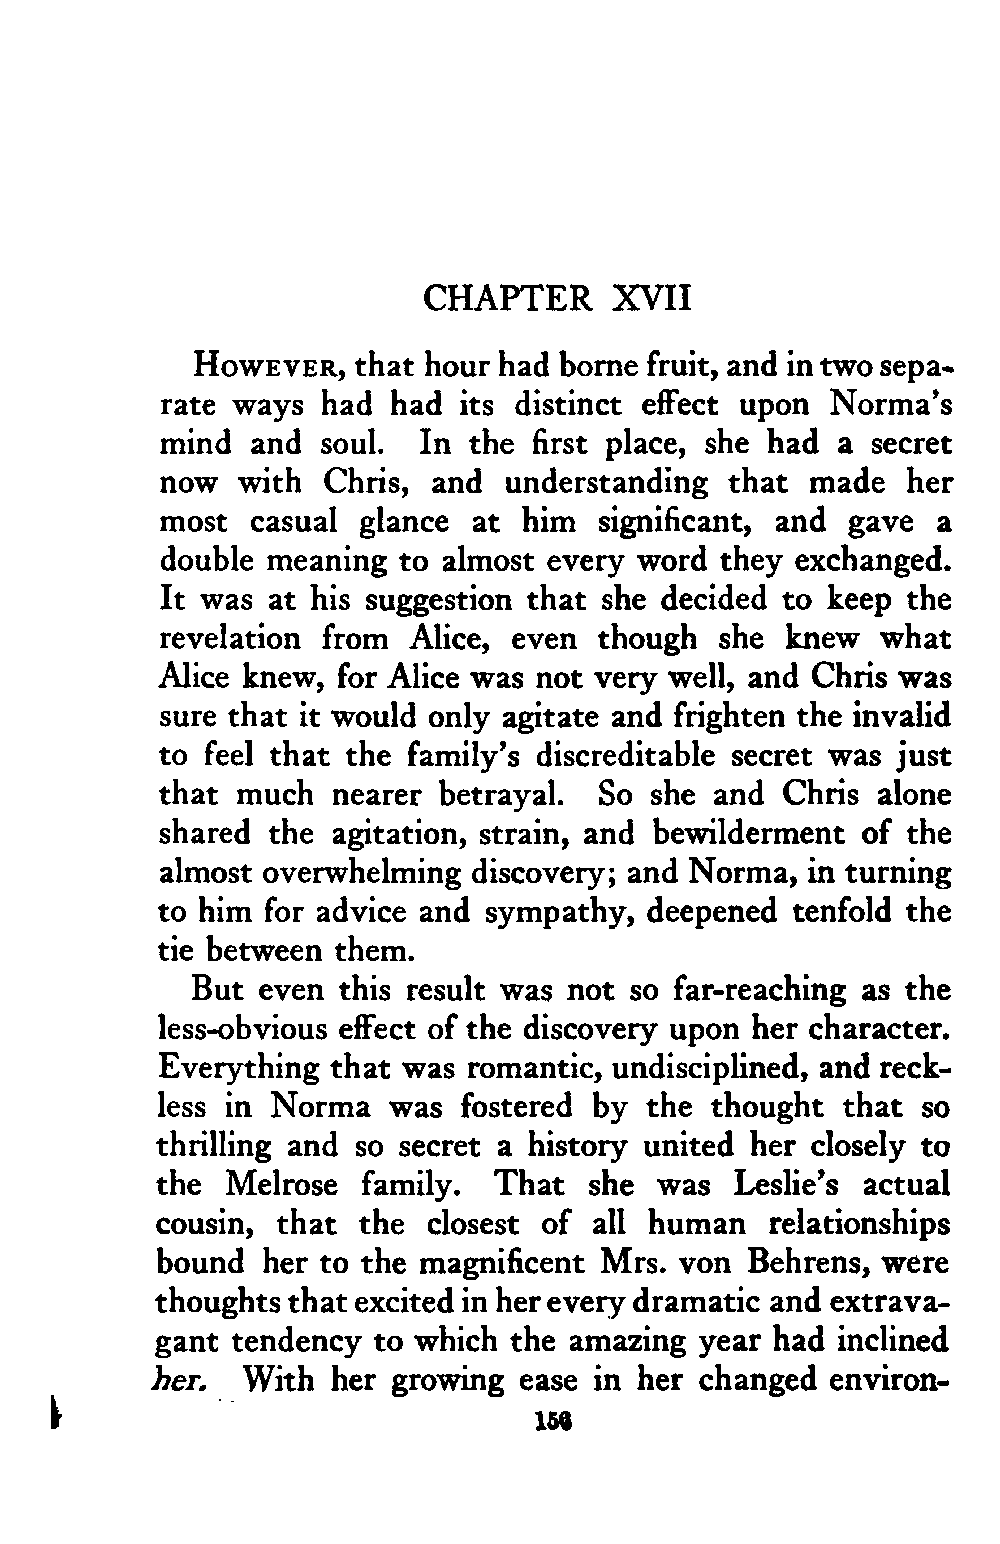 CHAPTER XVII
However, that hour had borne fruit, and in two sepa-
rate ways had had its distinct effect upon Norma's
mind and soul. In the first place, she had a secret
now with Chris, and understanding that made her
most casual glance at him significant, and gave a
double meaning to almost every word they exchanged.
It was at his suggestion that she decided to keep the
revelation from Alice, even though she knew what
Alice knew, for Alice was not very well, and Chris was
sure that it would only agitate and frighten the invalid
to feel that the family's discreditable secret was just
that much nearer betrayal. So she and Chris alone
shared the agitation, strain, and bewilderment of the
almost overwhelming discovery; and Norma, in turning
to him for advice and sympathy, deepened tenfold the
tie between them.
But even this result was not so far-reaching as the
less-obvious effect of the discovery upon her character.
Everything that was romantic, undisciplined, and reck-
less in Norma was fostered by the thought that so
thrilling and so secret a history united her closely to
the Melrose family. That she was Leslie's actual
cousin, that the closest of all human relationships
bound her to the magnificent Mrs. von Behrens, were
thoughts that excited in her every dramatic and extrava-
gant tendency to which the amazing year had inclined
her. With her growing ease in her changed environ-
156